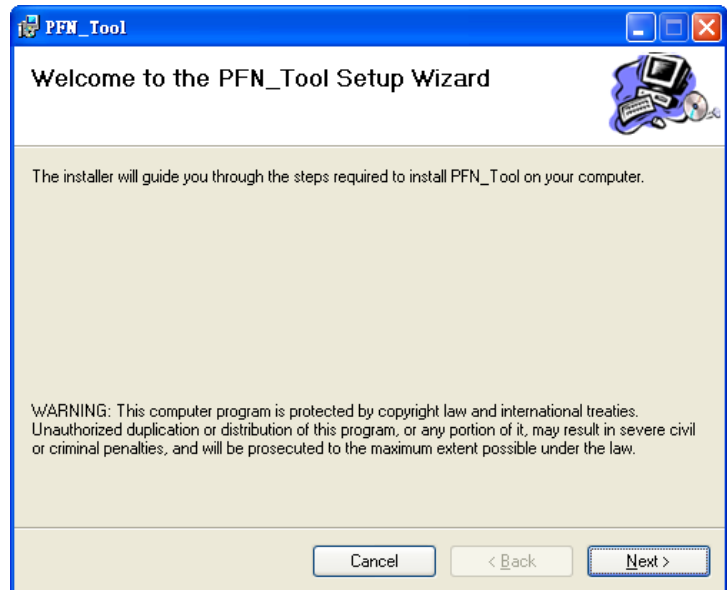 PFN_Tool
Welcome to the PFN_Tool Setup Wizard
The installer will guide you through the steps required to install PFN_Tool on your computer.
WARNING: This computer program is protected by copyright law and international treaties.
Unauthorized duplication or distribution of this program, or any portion of it, may result in severe civil
or criminal penalties, and will be prosecuted to the maximum extent possible under the law.
Cancel
< Back
Next >